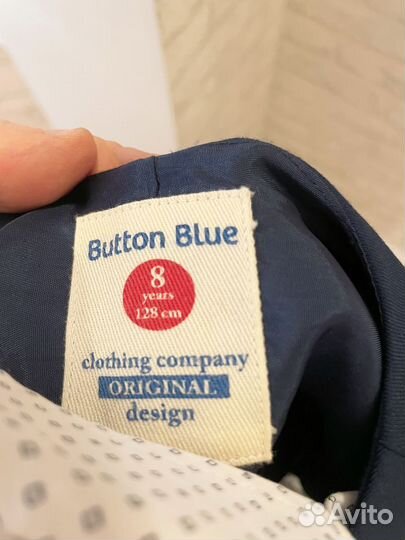 Button Blue
8
years
128 cm
clothing company
ORIGINAL
design
Avito